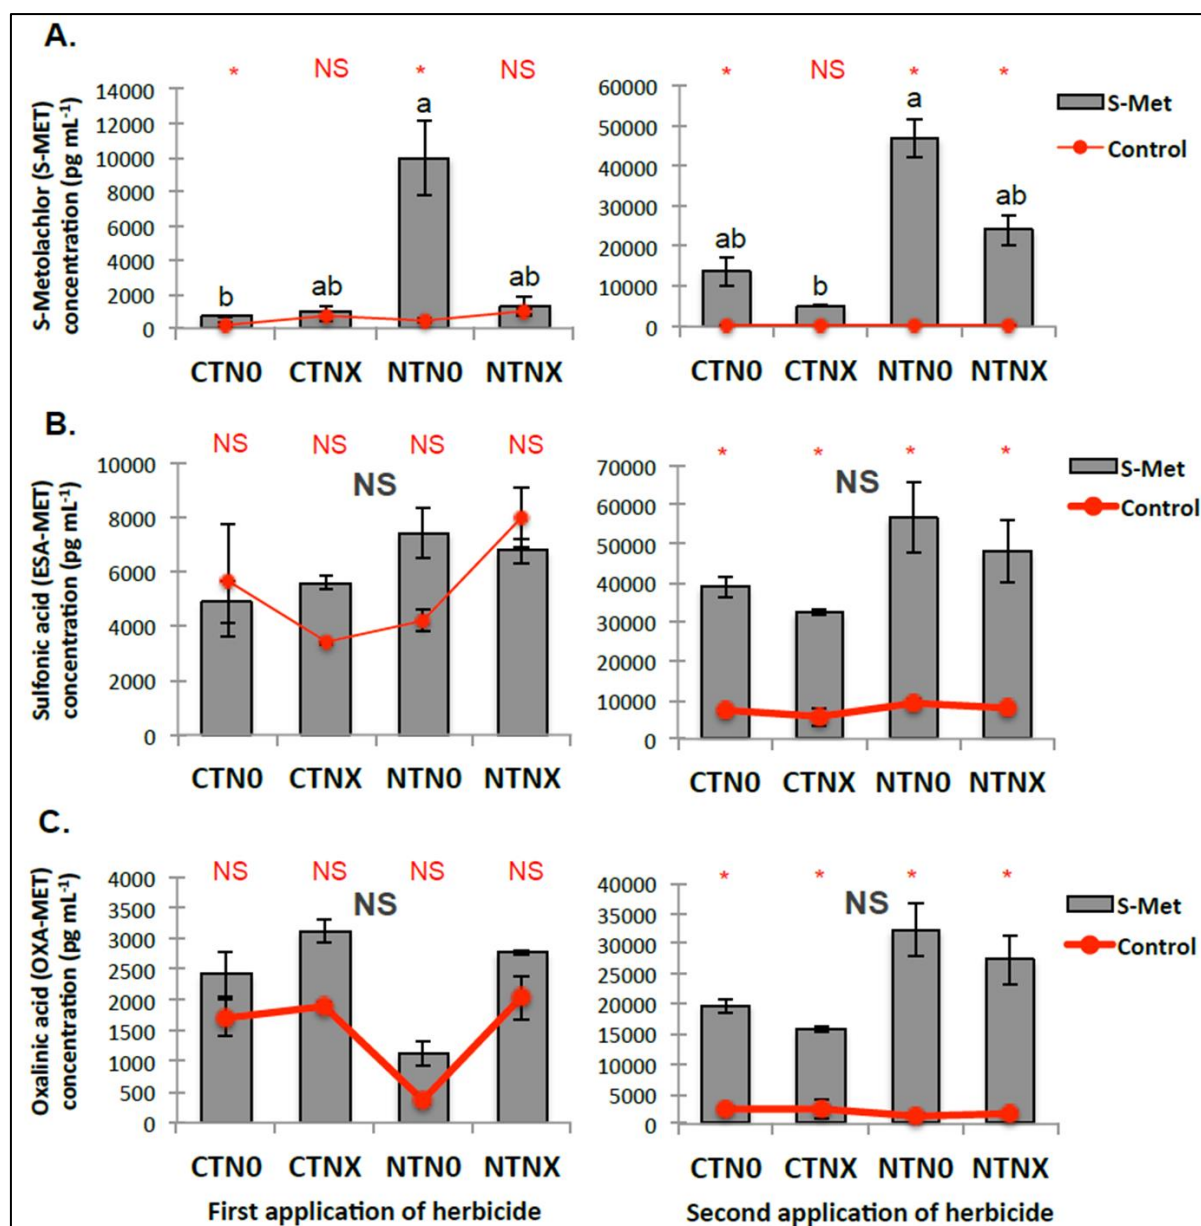 A.
* NS * NS
* NS * *
S-Metolachlor (S-MET)
concentration (pg mL-1)
14000
12000
10000
8000
6000
4000
2000
0
b ab a ab
CTN0 CTNX NTN0 NTNX
60000
50000
40000
30000
20000
10000
0
ab b a ab
CTN0 CTNX NTN0 NTNX
S-Met
Control
B.
NS NS NS NS
* * * *
Sulfonic acid (ESA-MET)
concentration (pg mL-1)
10000
8000
6000
4000
2000
0
NS
CTN0 CTNX NTN0 NTNX
70000
60000
50000
40000
30000
20000
10000
0
NS
CTN0 CTNX NTN0 NTNX
S-Met
Control
C.
NS NS NS NS
* * * *
Oxalinic acid (OXA-MET)
concentration (pg mL-1)
4000
3500
3000
2500
2000
1500
1000
500
0
NS
CTN0 CTNX NTN0 NTNX
First application of herbicide
40000
35000
30000
25000
20000
15000
10000
5000
0
NS
CTN0 CTNX NTN0 NTNX
Second application of herbicide
S-Met
Control